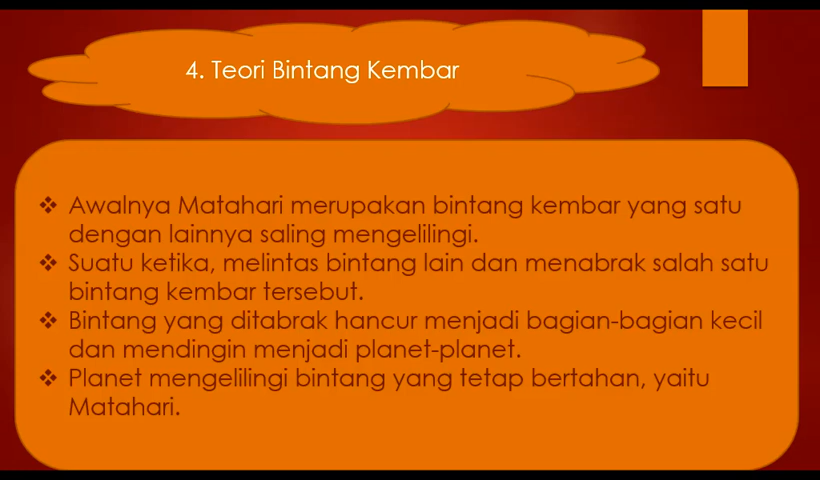 4. Teori Bintang Kembar
❖ Awalnya Matahari merupakan bintang kembar yang satu
dengan lainnya saling mengelilingi.
❖ Suatu ketika, melintas bintang lain dan menabrak salah satu
bintang kembar tersebut.
❖ Bintang yang ditabrak hancur menjadi bagian-bagian kecil
dan mendingin menjadi planet-planet.
❖ Planet mengelilingi bintang yang tetap bertahan, yaitu
Matahari.